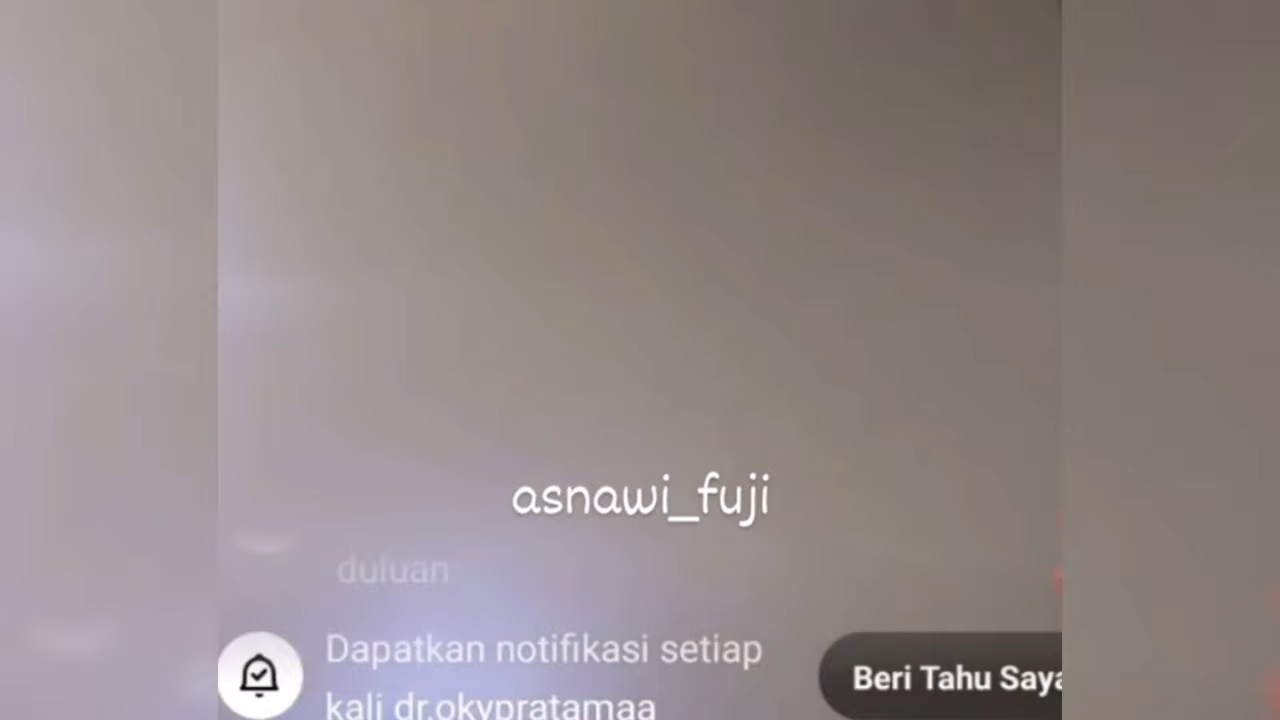 asnawi_fuji
duluan
Dapatkan notifikasi setiap
kali dr.okypratamaa
Beri Tahu Saya